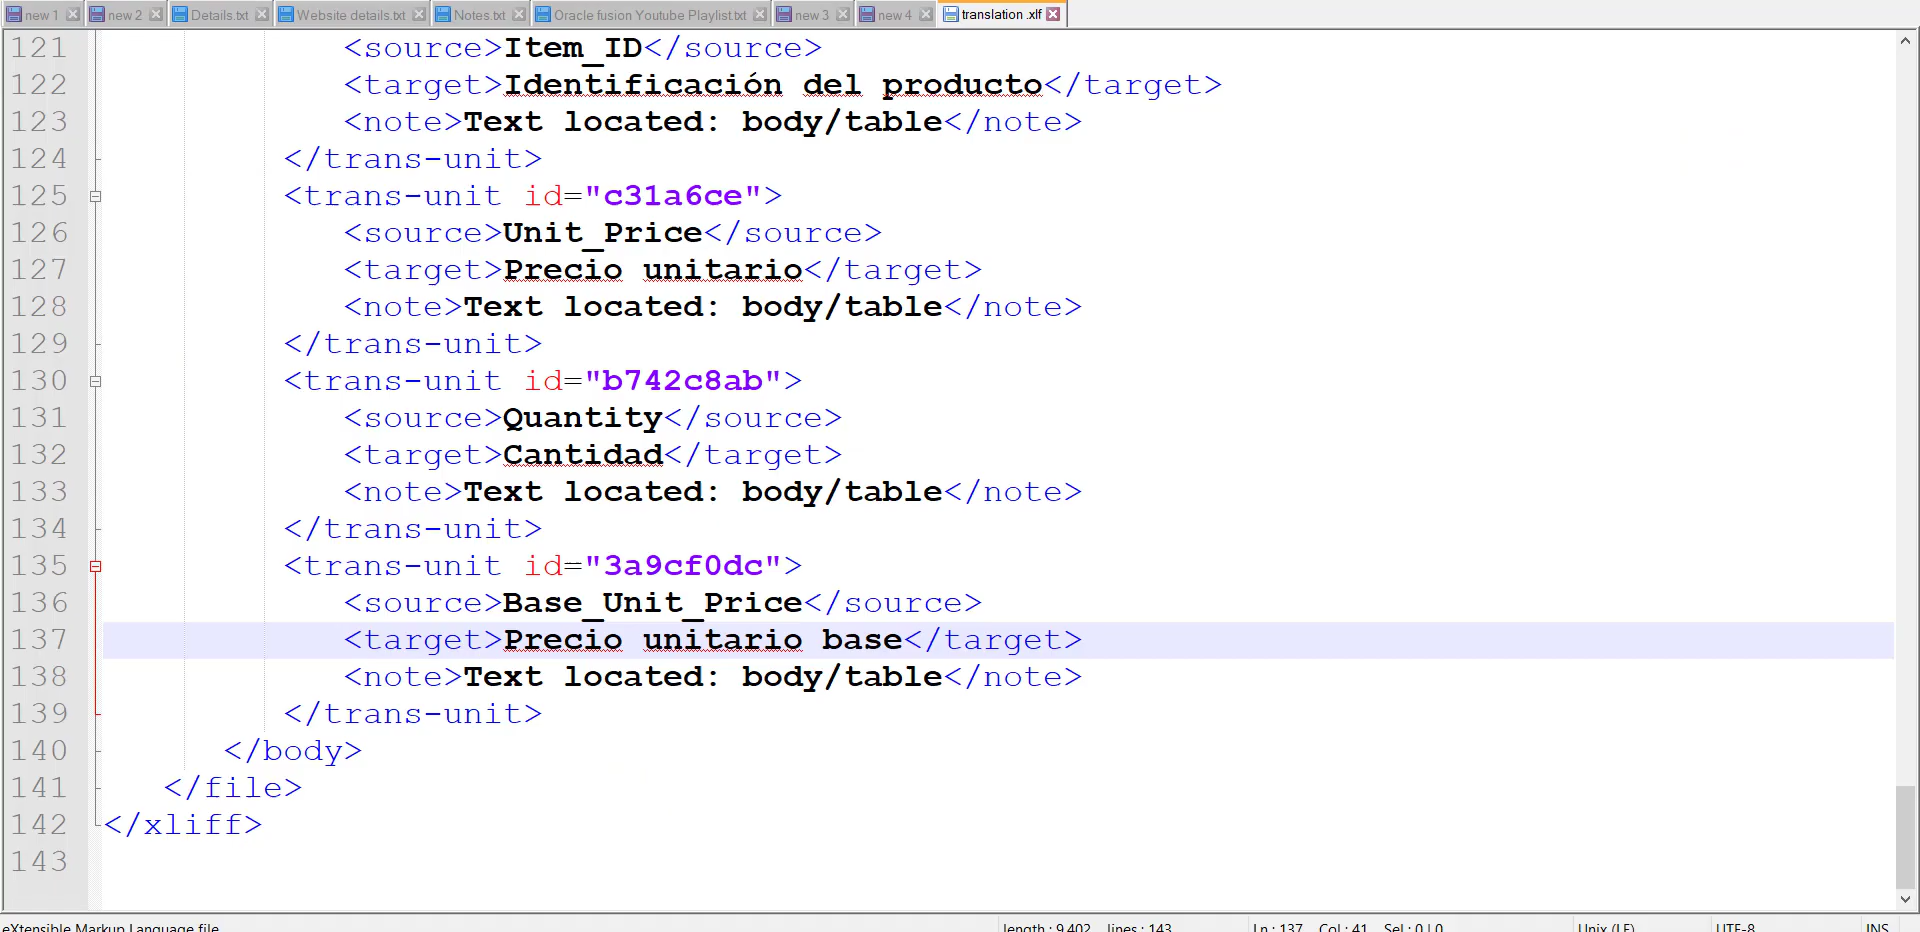 new 1 new 2 Details.txt Website details.txt Notes.txt Oracle fusion Youtube Playlist.txt new 3 new 4 translation .xlf
121 <source>Item_ID</source>
122 <target>Identificación del producto</target>
123 <note>Text located: body/table</note>
124 </trans-unit>
125 <trans-unit id="c31a6ce">
126 <source>Unit_Price</source>
127 <target>Precio unitario</target>
128 <note>Text located: body/table</note>
129 </trans-unit>
130 <trans-unit id="b742c8ab">
131 <source>Quantity</source>
132 <target>Cantidad</target>
133 <note>Text located: body/table</note>
134 </trans-unit>
135 <trans-unit id="3a9cf0dc">
136 <source>Base_Unit_Price</source>
137 <target>Precio unitario base</target>
138 <note>Text located: body/table</note>
139 </trans-unit>
140 </body>
141 </file>
142 </xliff>
143
eXtensible Markup Language file length : 9,402 lines : 143 Ln : 137 Col : 41 Sel : 0 | 0 Unix (LF) UTF-8 INS